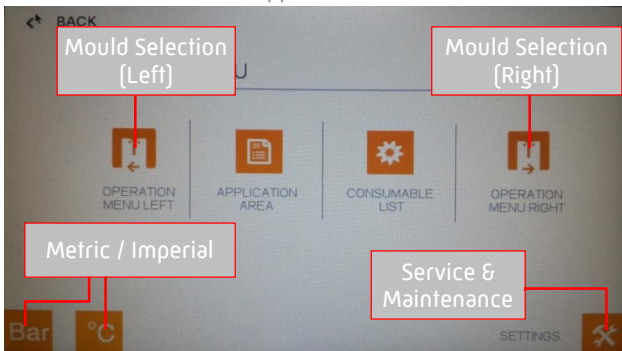 BACK
Mould Selection
(Left)
Mould Selection
(Right)
U
OPERATION
MENU LEFT
APPLICATION
AREA
CONSUMABLE
LIST
OPERATION
MENU RIGHT
Metric / Imperial
Service &
Maintenance
Bar
°C
SETTINGS